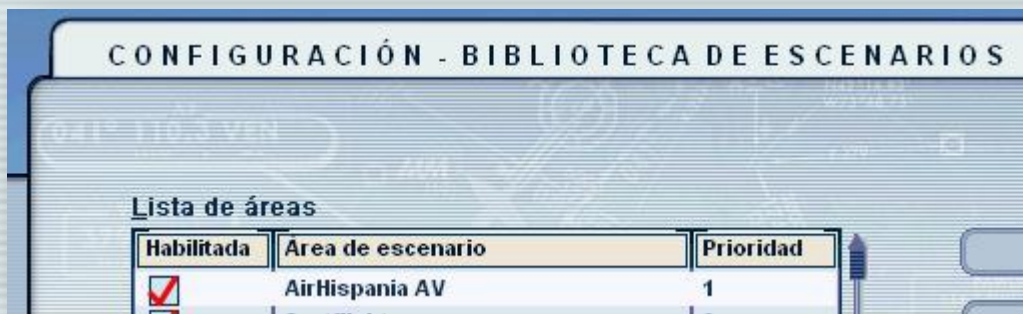 CONFIGURACIÓN - BIBLIOTECA DE ESCENARIOS
Lista de áreas
Habilitada Área de escenario Prioridad
AirHispania AV 1